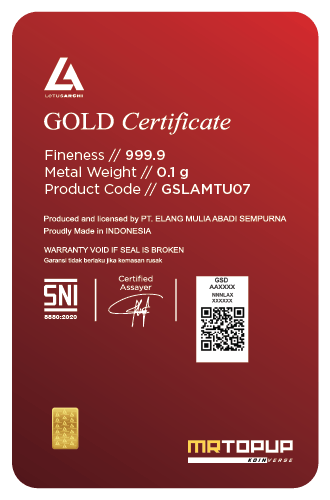 LOTUSARCHI
GOLD Certificate
Fineness // 999.9
Metal Weight // 0.1 g
Product Code // GSLAMTU07
Produced and licensed by PT. ELANG MULIA ABADI SEMPURNA
Proudly Made in INDONESIA
WARRANTY VOID IF SEAL IS BROKEN
Garansi tidak berlaku jika kemasan rusak
SNI
8880:2020
Certified
Assayer
GSD
AAXXXX
NNNLAX
XXXXXX
MRTOPUP
KOINVERSE